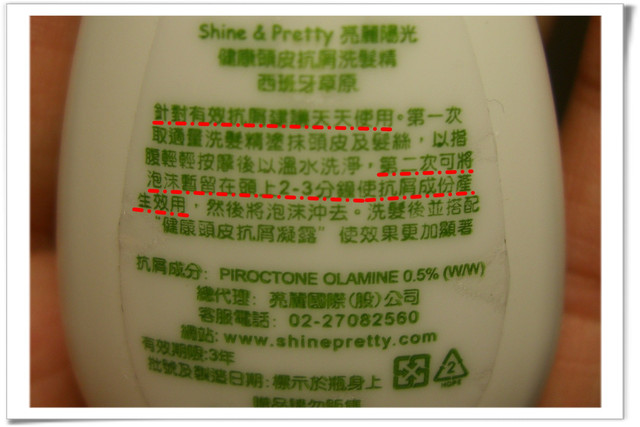 Shine & Pretty 亮麗陽光
健康頭皮抗屑洗髮精
西班牙草原
針對有效抗屑建議天天使用。第一次
取適量洗髮精塗抹頭皮及髮絲，以指
腹輕輕按摩後以溫水洗淨，第二次可將
泡沫暫留在頭上2-3分鐘使抗屑成份產
生效用，然後將泡沫沖去。洗髮後並搭配
“健康頭皮抗屑凝露” 使效果更加顯著
抗屑成分: PIROCTONE OLAMINE 0.5% (W/W)
總代理: 亮麗國際(股)公司
客服電話: 02-27082560
網站: www.shinepretty.com
有效期限:3年
批號及製造日期: 標示於瓶身上
2
HDPE
贈品請勿販售